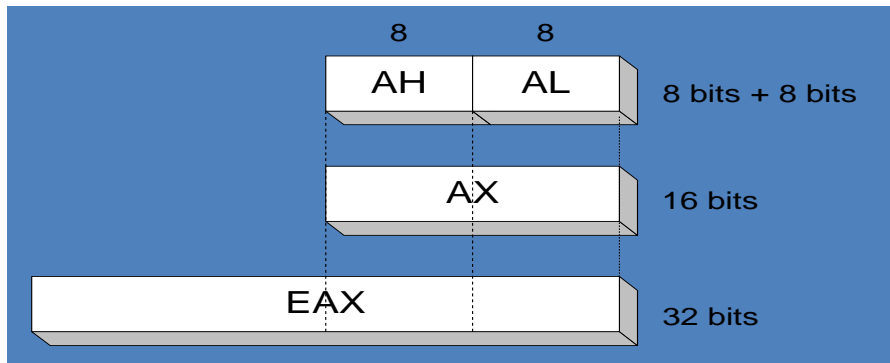 8 8
AH AL 8 bits + 8 bits
AX 16 bits
EAX 32 bits